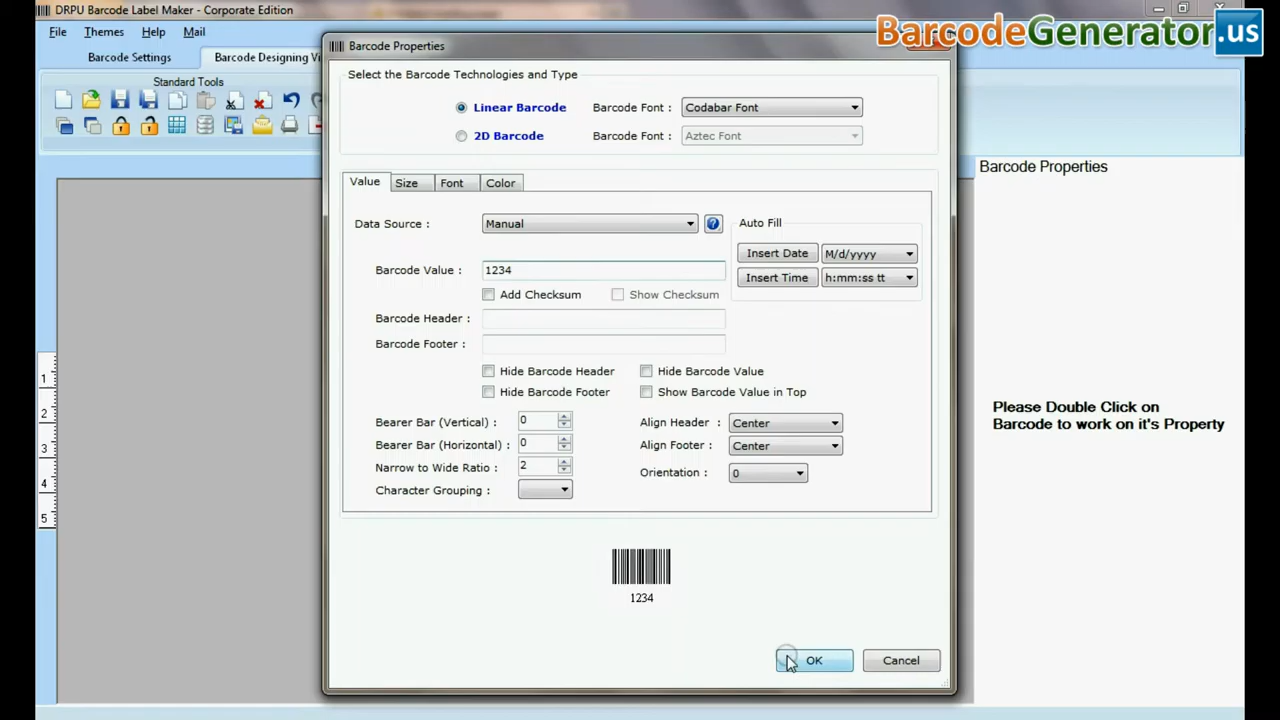 DRPU Barcode Label Maker - Corporate Edition
BarcodeGenerator.us
File Themes Help Mail
Barcode Settings Barcode Designing Vi
Standard Tools
Barcode Properties
Select the Barcode Technologies and Type
Linear Barcode Barcode Font : Codabar Font
2D Barcode Barcode Font : Aztec Font
Barcode Properties
Value Size Font Color
Data Source : Manual ? Auto Fill
Insert Date M/d/yyyy
Barcode Value : 1234
Insert Time h:mm:ss tt
Add Checksum Show Checksum
Barcode Header :
Barcode Footer :
Hide Barcode Header Hide Barcode Value
Hide Barcode Footer Show Barcode Value in Top
Bearer Bar (Vertical) : 0 Align Header : Center
Bearer Bar (Horizontal) : 0 Align Footer : Center
Narrow to Wide Ratio : 2 Orientation : 0
Character Grouping :
1
2
3
4
5
Please Double Click on
Barcode to work on it's Property
1234
OK Cancel